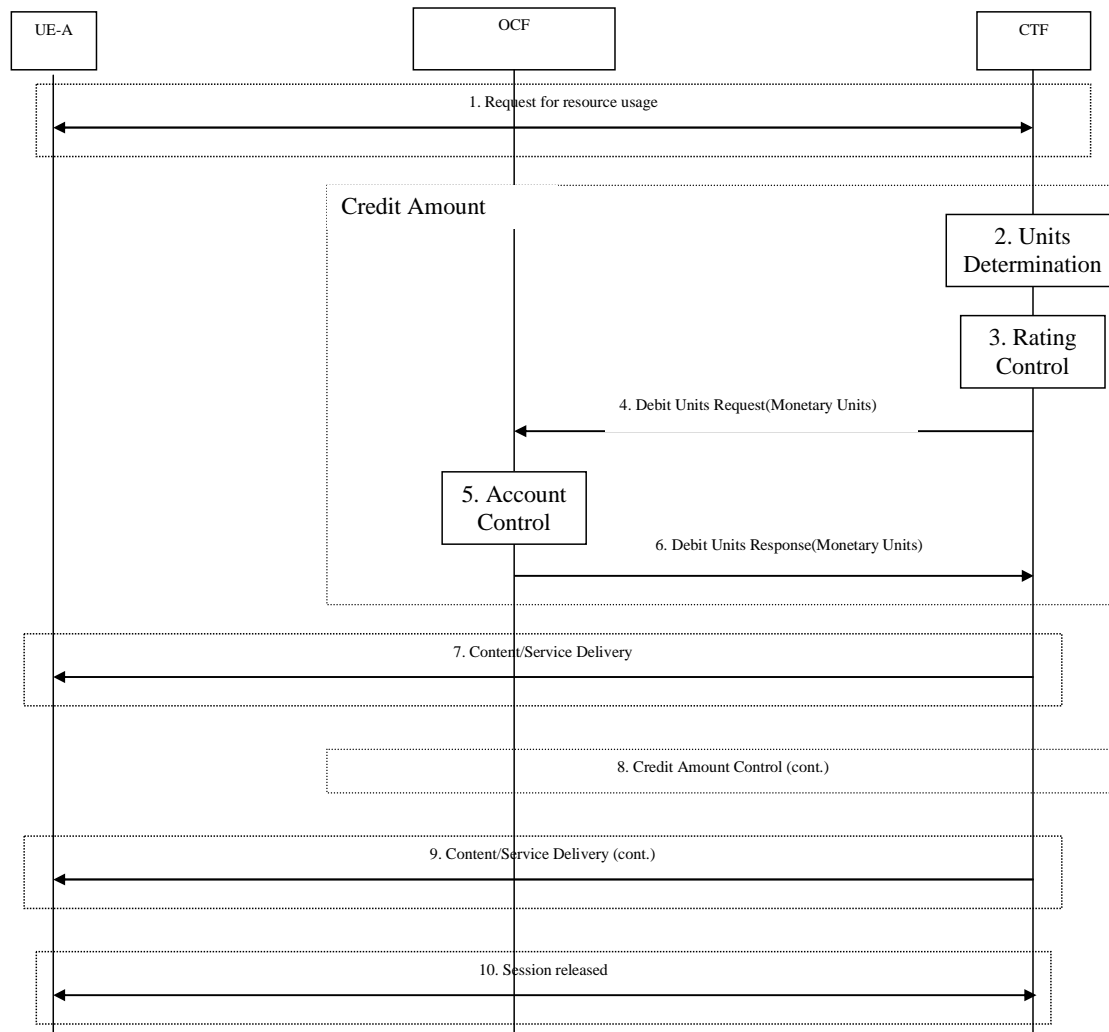 UE-A
OCF
CTF
1. Request for resource usage
Credit Amount
2. Units
Determination
3. Rating
Control
4. Debit Units Request(Monetary Units)
5. Account
Control
6. Debit Units Response(Monetary Units)
7. Content/Service Delivery
8. Credit Amount Control (cont.)
9. Content/Service Delivery (cont.)
10. Session released